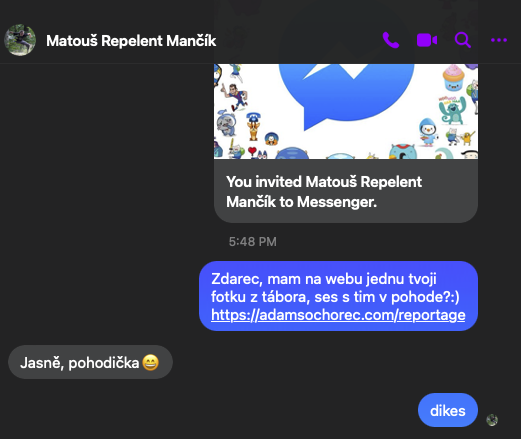 Matouš Repelent Mančík
You invited Matouš Repelent
Mančík to Messenger.
5:48 PM
Zdarec, mam na webu jednu tvoji
fotku z tábora, ses s tim v pohode?:)
https://adamsochorec.com/reportage
Jasně, pohodička😄
dikes